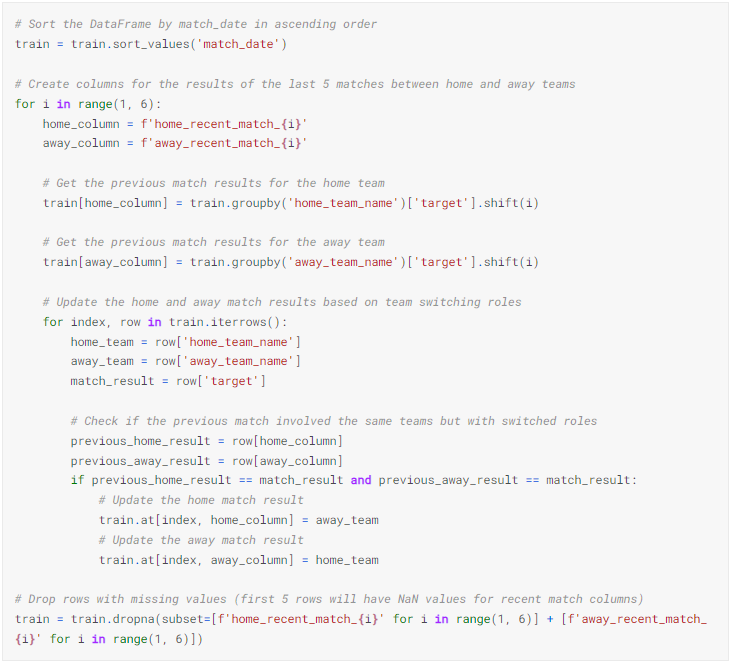 # Sort the DataFrame by match_date in ascending order
train = train.sort_values('match_date')

# Create columns for the results of the last 5 matches between home and away teams
for i in range(1, 6):
    home_column = f'home_recent_match_{i}'
    away_column = f'away_recent_match_{i}'

    # Get the previous match results for the home team
    train[home_column] = train.groupby('home_team_name')['target'].shift(i)

    # Get the previous match results for the away team
    train[away_column] = train.groupby('away_team_name')['target'].shift(i)

    # Update the home and away match results based on team switching roles
    for index, row in train.iterrows():
        home_team = row['home_team_name']
        away_team = row['away_team_name']
        match_result = row['target']

        # Check if the previous match involved the same teams but with switched roles
        previous_home_result = row[home_column]
        previous_away_result = row[away_column]
        if previous_home_result == match_result and previous_away_result == match_result:
            # Update the home match result
            train.at[index, home_column] = away_team
            # Update the away match result
            train.at[index, away_column] = home_team

# Drop rows with missing values (first 5 rows will have NaN values for recent match columns)
train = train.dropna(subset=[f'home_recent_match_{i}' for i in range(1, 6)] + [f'away_recent_match_
{i}' for i in range(1, 6)])